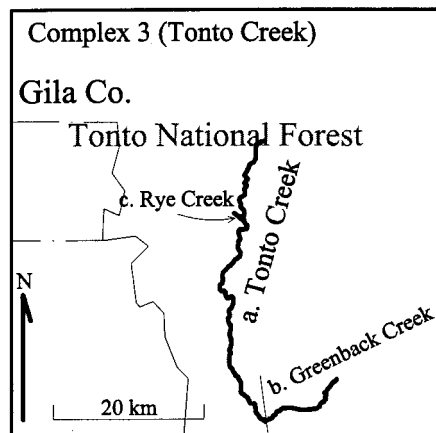 Complex 3 (Tonto Creek)
Gila Co.
Tonto National Forest
c. Rye Creek
a. Tonto Creek
N
b. Greenback Creek
20 km